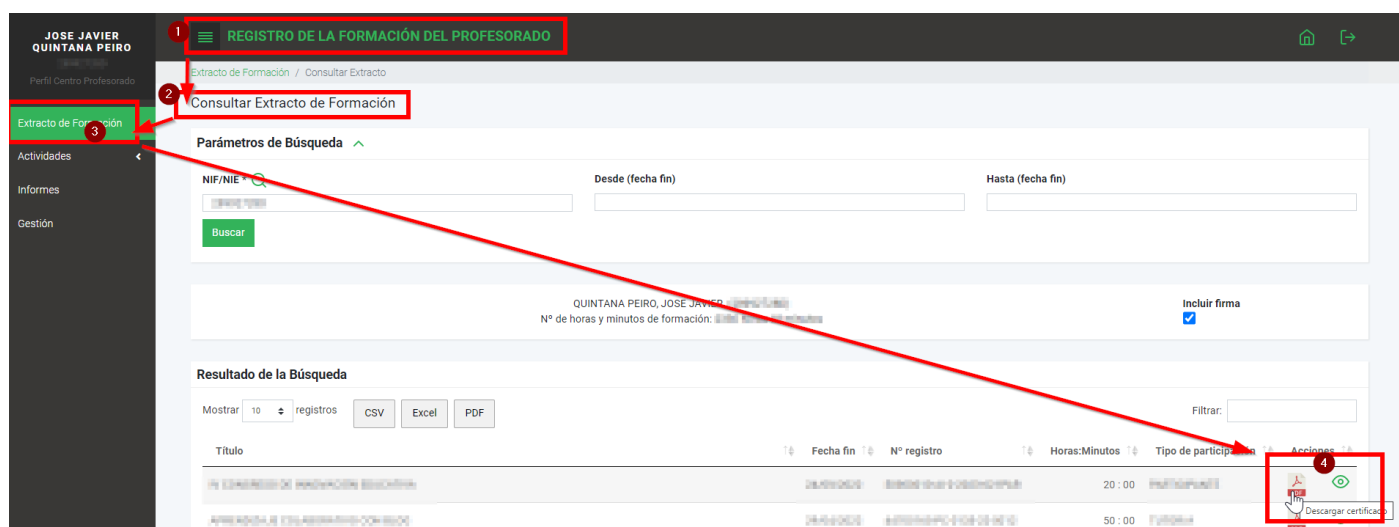 JOSE JAVIER
QUINTANA PEIRO
Perfil Centro Profesorado
1
REGISTRO DE LA FORMACIÓN DEL PROFESORADO
Extracto de Formación / Consultar Extracto
2
Consultar Extracto de Formación
Extracto de Formación
3
Actividades
Informes
Gestión
Parámetros de Búsqueda
NIF/NIE * Desde (fecha fin) Hasta (fecha fin)
Buscar
QUINTANA PEIRO, JOSE JAVIER
Nº de horas y minutos de formación:
Incluir firma
Resultado de la Búsqueda
Mostrar 10 registros CSV Excel PDF Filtrar:
Título Fecha fin Nº registro Horas:Minutos Tipo de participación Acciones
4
20 : 00 PDF
Descargar certificado
50 : 00